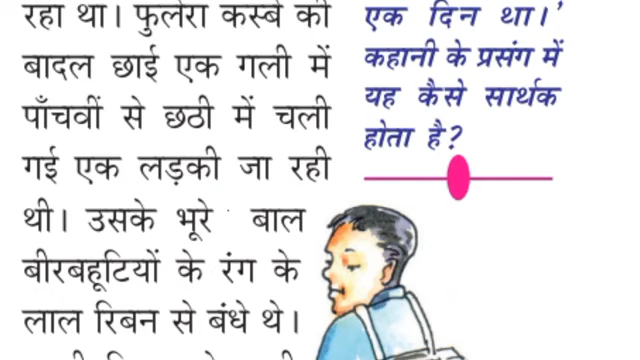 रहा था। फुलेरा कस्बे की
बादल छाई एक गली में
पाँचवीं से छठी में चली
गई एक लड़की जा रही
थी। उसके भूरे बाल
बीरबहूटियों के रंग के
लाल रिबन से बंधे थे।
एक दिन था।’
कहानी के प्रसंग में
यह कैसे सार्थक
होता है?